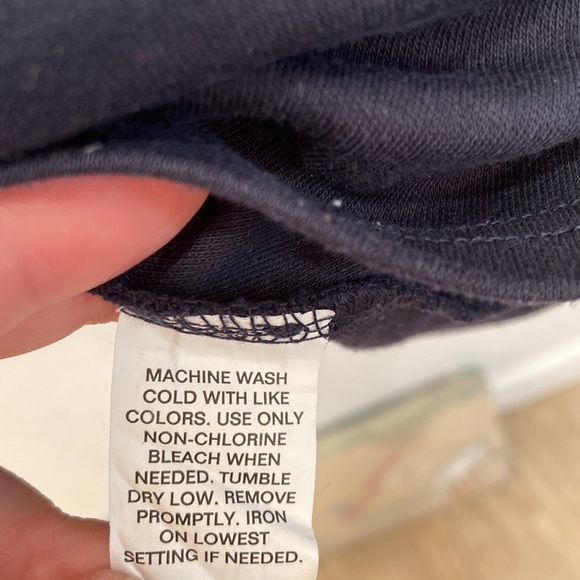 MACHINE WASH
COLD WITH LIKE
COLORS. USE ONLY
NON-CHLORINE
BLEACH WHEN
NEEDED. TUMBLE
DRY LOW. REMOVE
PROMPTLY. IRON
ON LOWEST
SETTING IF NEEDED.